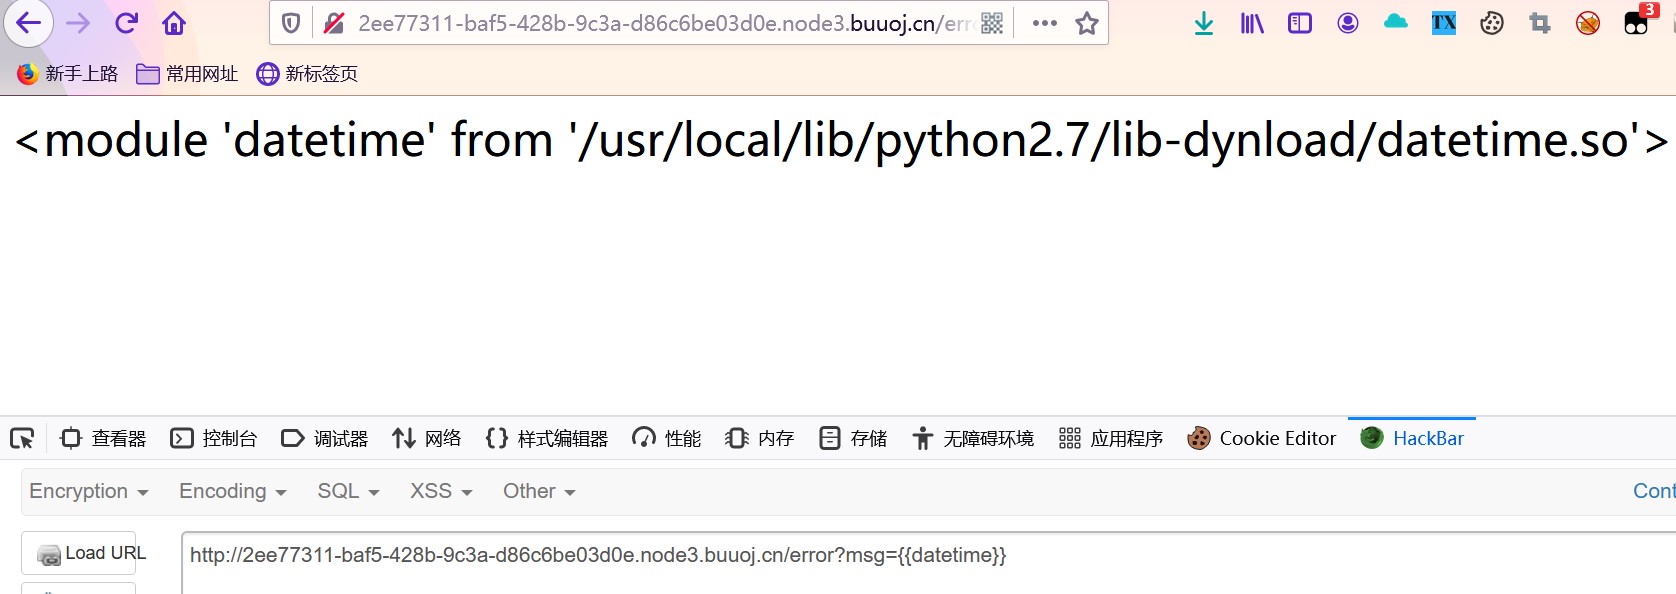 2ee77311-baf5-428b-9c3a-d86c6be03d0e.node3.buuoj.cn/erro
3
新手上路 常用网址 新标签页
<module 'datetime' from '/usr/local/lib/python2.7/lib-dynload/datetime.so'>
查看器 控制台 调试器 网络 样式编辑器 性能 内存 存储 无障碍环境 应用程序 Cookie Editor HackBar
Encryption Encoding SQL XSS Other Cont
Load URL
http://2ee77311-baf5-428b-9c3a-d86c6be03d0e.node3.buuoj.cn/error?msg={{datetime}}